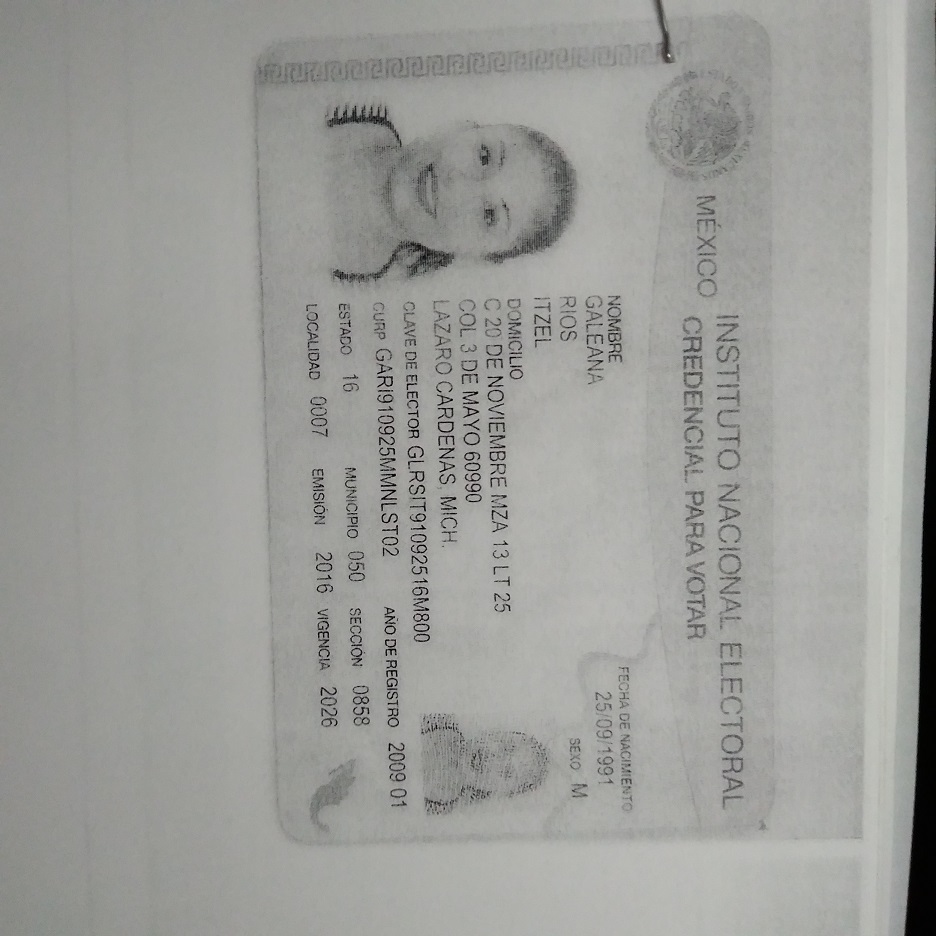 MÉXICO INSTITUTO NACIONAL ELECTORAL
CREDENCIAL PARA VOTAR
NOMBRE
GALEANA
RIOS
ITZEL
FECHA DE NACIMIENTO
25/09/1991
SEXO M
DOMICILIO
C 20 DE NOVIEMBRE MZA 13 LT 25
COL 3 DE MAYO 60990
LAZARO CARDENAS, MICH.
CLAVE DE ELECTOR GLRSIT91092516M800
CURP GARI910925MMNLST02 AÑO DE REGISTRO 2009 01
ESTADO 16 MUNICIPIO 050 SECCIÓN 0858
LOCALIDAD 0007 EMISIÓN 2016 VIGENCIA 2026